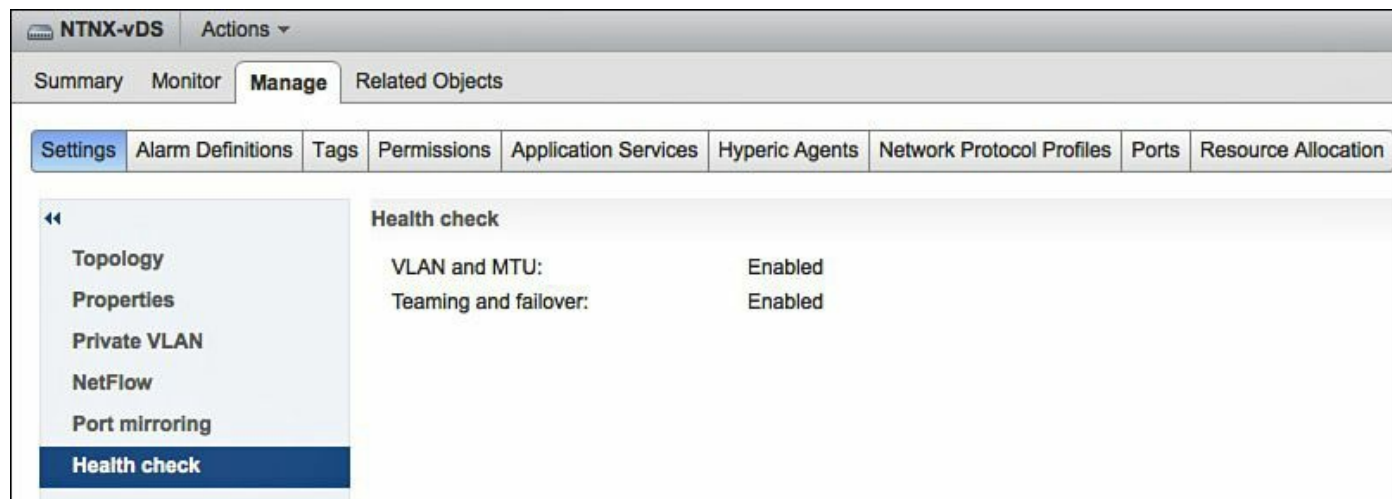 NTNX-vDS Actions
Summary Monitor Manage Related Objects
Settings Alarm Definitions Tags Permissions Application Services Hyperic Agents Network Protocol Profiles Ports Resource Allocation
Health check
Topology
VLAN and MTU: Enabled
Properties
Teaming and failover: Enabled
Private VLAN
NetFlow
Port mirroring
Health check